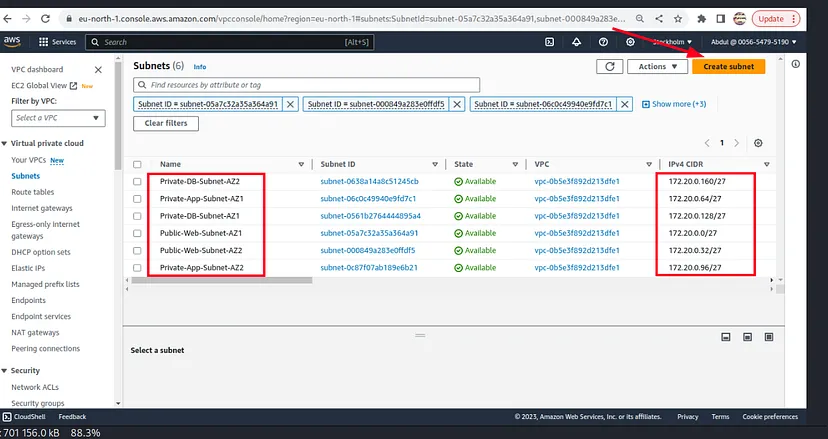 eu-north-1.console.aws.amazon.com/vpcconsole/home?region=eu-north-1#subnets:SubnetId=subnet-05a7c32a35a364a91,subnet-000849a283e...
Update
aws Services Search [Alt+S] Stockholm Abdul @ 0056-5479-5190
VPC dashboard
EC2 Global View New
Filter by VPC:
Select a VPC
Virtual private cloud
Your VPCs New
Subnets
Route tables
Internet gateways
Egress-only internet
gateways
DHCP option sets
Elastic IPs
Managed prefix lists
Endpoints
Endpoint services
NAT gateways
Peering connections
Security
Network ACLs
Security groups
Subnets (6) Info
Actions
Create subnet
Find resources by attribute or tag
Subnet ID = subnet-05a7c32a35a364a91 Subnet ID = subnet-000849a283e0ffdf5 Subnet ID = subnet-06c0c49940e9fd7c1 Show more (+3)
Clear filters
1
Name Subnet ID State VPC IPv4 CIDR
Private-DB-Subnet-AZ2 subnet-0638a14a8c51245cb Available vpc-0b5e3f892d213dfe1 172.20.0.160/27
Private-App-Subnet-AZ1 subnet-06c0c49940e9fd7c1 Available vpc-0b5e3f892d213dfe1 172.20.0.64/27
Private-DB-Subnet-AZ1 subnet-0561b2764444895a4 Available vpc-0b5e3f892d213dfe1 172.20.0.128/27
Public-Web-Subnet-AZ1 subnet-05a7c32a35a364a91 Available vpc-0b5e3f892d213dfe1 172.20.0.0/27
Public-Web-Subnet-AZ2 subnet-000849a283e0ffdf5 Available vpc-0b5e3f892d213dfe1 172.20.0.32/27
Private-App-Subnet-AZ2 subnet-0c87f07ab189e6b21 Available vpc-0b5e3f892d213dfe1 172.20.0.96/27
Select a subnet
CloudShell Feedback © 2023, Amazon Web Services, Inc. or its affiliates. Privacy Terms Cookie preferences
701 156.0 kB 88.3%